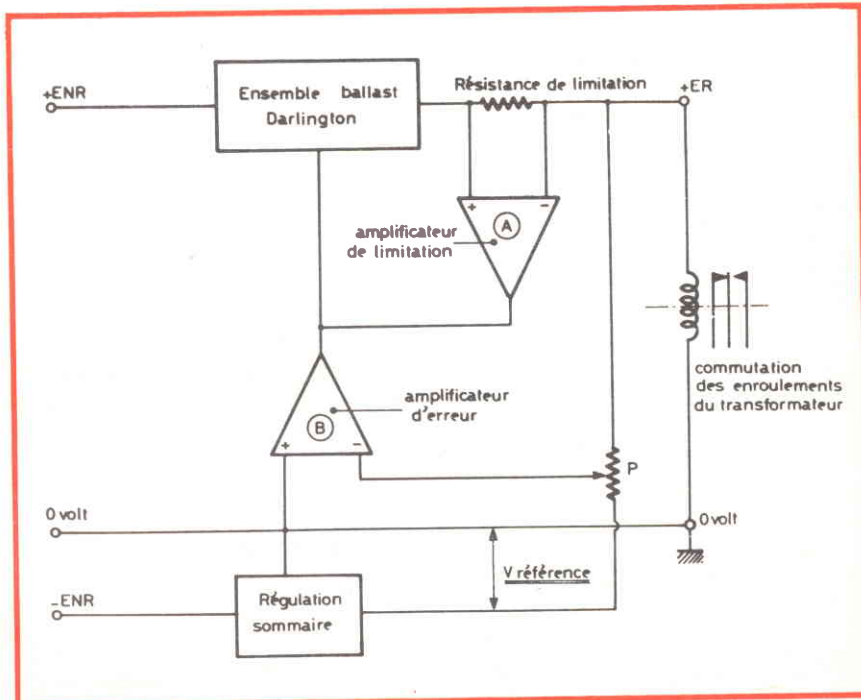 +ENR
Ensemble ballast
Darlington
Résistance de limitation
+ER
+
−
A
amplificateur
de limitation
commutation
des enroulements
du transformateur
amplificateur
d'erreur
B
+
−
P
0 volt
0 volt
V référence
−ENR
Régulation
sommaire